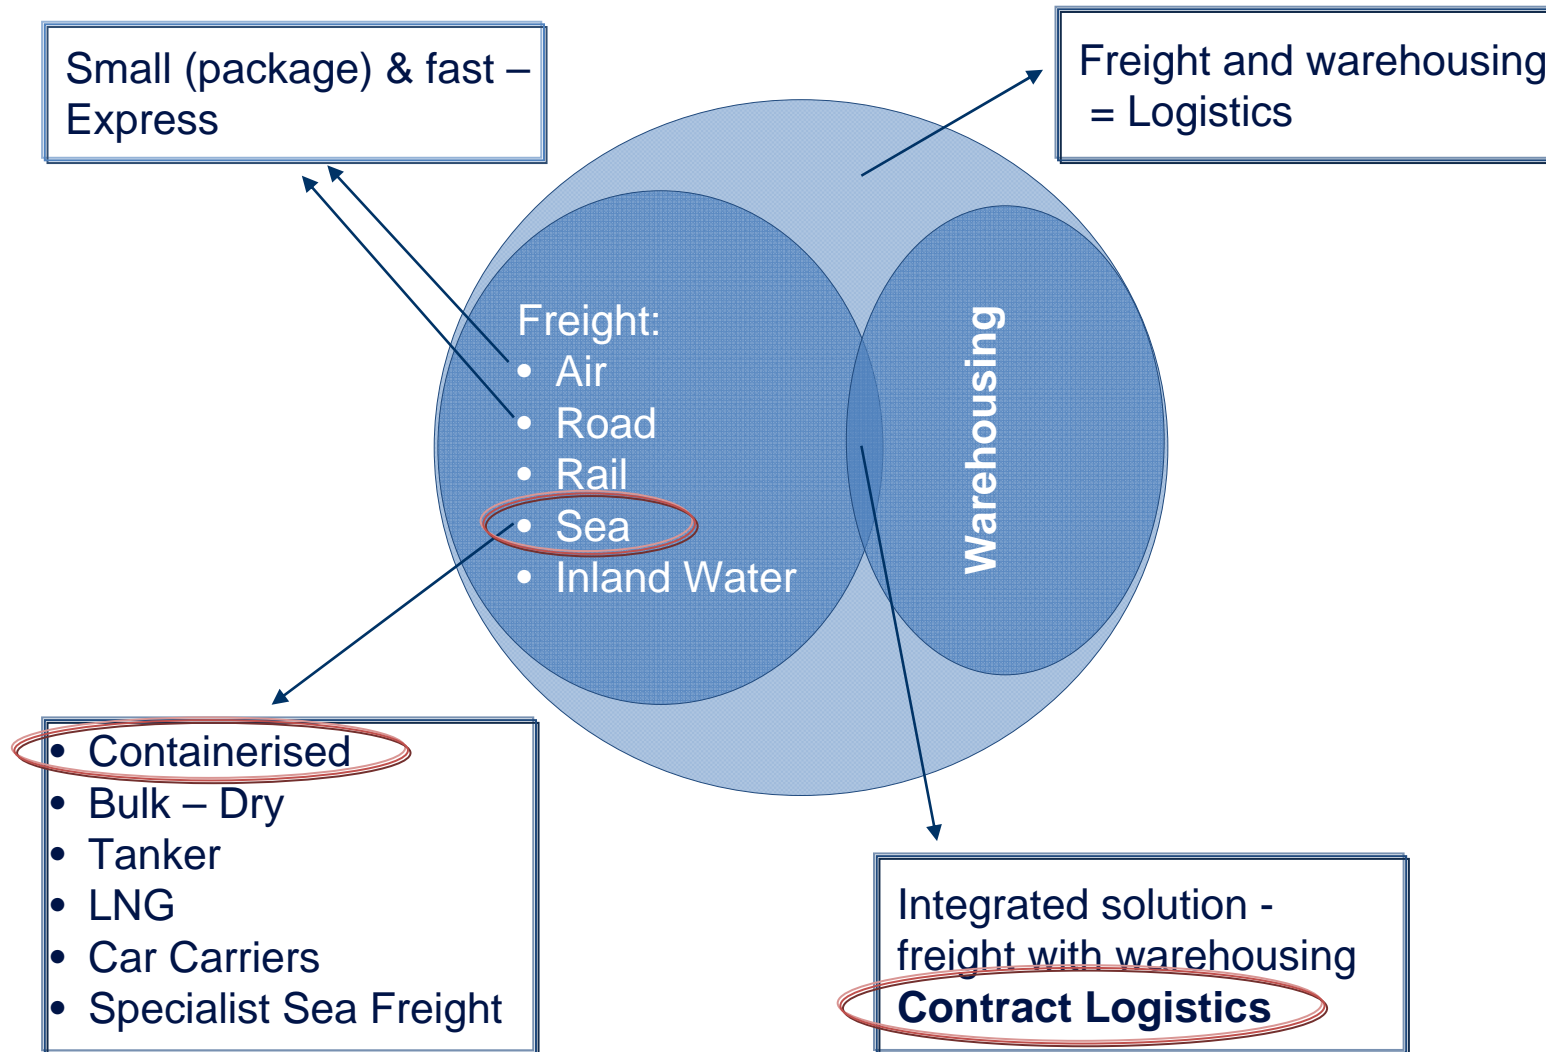 Small (package) & fast –
Express
Freight and warehousing
= Logistics
Freight:
• Air
• Road
• Rail
• Sea
• Inland Water
Warehousing
• Containerised
• Bulk – Dry
• Tanker
• LNG
• Car Carriers
• Specialist Sea Freight
Integrated solution -
freight with warehousing
Contract Logistics